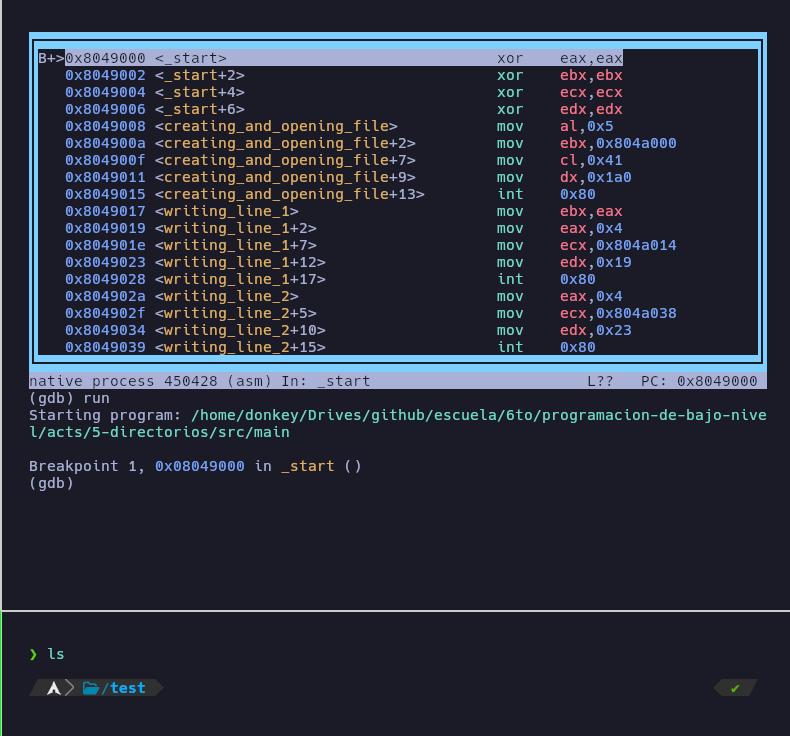 B+>0x8049000 <_start> xor eax,eax
0x8049002 <_start+2> xor ebx,ebx
0x8049004 <_start+4> xor ecx,ecx
0x8049006 <_start+6> xor edx,edx
0x8049008 <creating_and_opening_file> mov al,0x5
0x804900a <creating_and_opening_file+2> mov ebx,0x804a000
0x804900f <creating_and_opening_file+7> mov cl,0x41
0x8049011 <creating_and_opening_file+9> mov dx,0x1a0
0x8049015 <creating_and_opening_file+13> int 0x80
0x8049017 <writing_line_1> mov ebx,eax
0x8049019 <writing_line_1+2> mov eax,0x4
0x804901e <writing_line_1+7> mov ecx,0x804a014
0x8049023 <writing_line_1+12> mov edx,0x19
0x8049028 <writing_line_1+17> int 0x80
0x804902a <writing_line_2> mov eax,0x4
0x804902f <writing_line_2+5> mov ecx,0x804a038
0x8049034 <writing_line_2+10> mov edx,0x23
0x8049039 <writing_line_2+15> int 0x80
native process 450428 (asm) In: _start L?? PC: 0x8049000
(gdb) run
Starting program: /home/donkey/Drives/github/escuela/6to/programacion-de-bajo-nive
l/acts/5-directorios/src/main
Breakpoint 1, 0x08049000 in _start ()
(gdb)
❯ ls
/test ✔